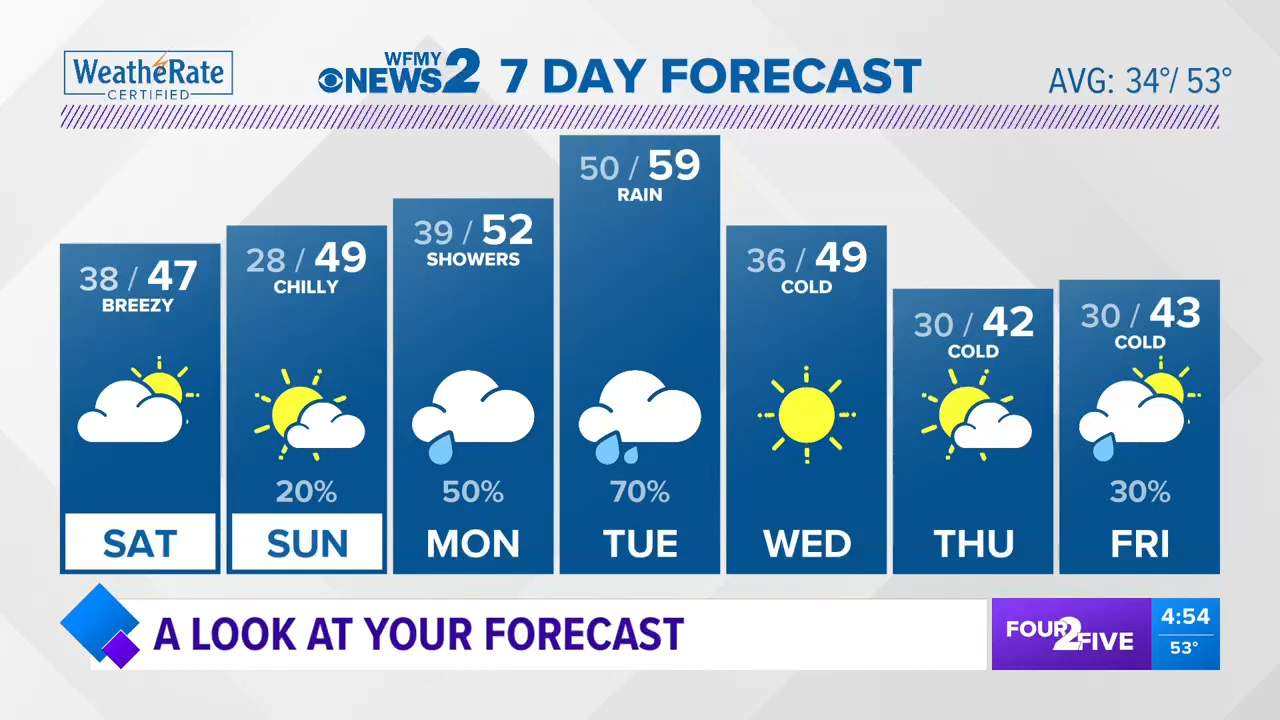 WeatheRate
CERTIFIED
WFMY
NEWS 2 7 DAY FORECAST
AVG: 34°/ 53°
38 / 47
BREEZY
SAT
28 / 49
CHILLY
20%
SUN
39 / 52
SHOWERS
50%
MON
50 / 59
RAIN
70%
TUE
36 / 49
COLD
WED
30 / 42
COLD
THU
30 / 43
COLD
30%
FRI
A LOOK AT YOUR FORECAST
FOUR 2 FIVE
4:54
53°